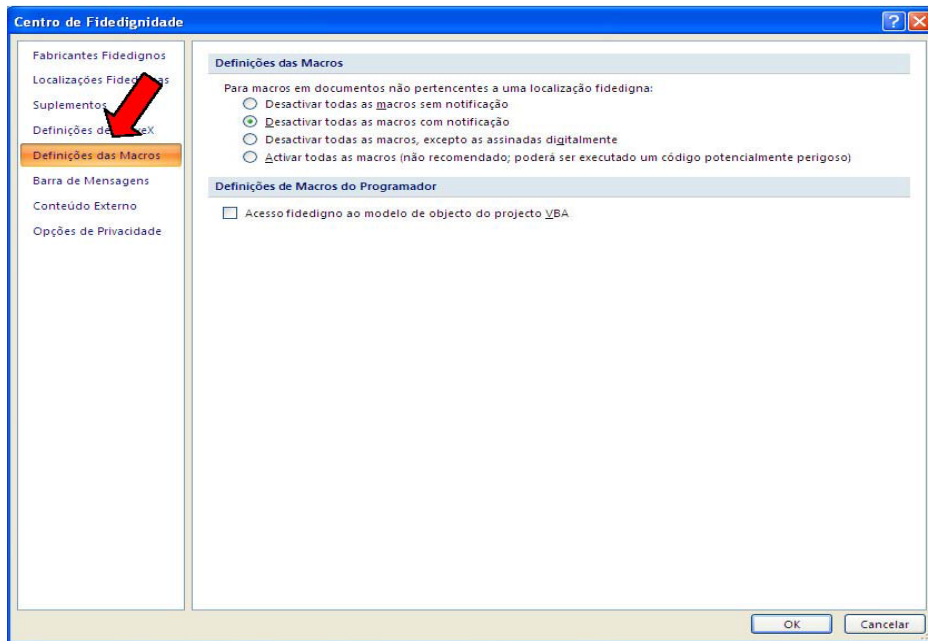 Centro de Fidedignidade
Fabricantes Fidedignos
Localizações
Suplementos
Definições
Definições das Macros
Barra de Mensagens
Conteúdo Externo
Opções de Privacidade
Definições das Macros
Para macros em documentos não pertencentes a uma localização fidedigna:
Desactivar todas as macros sem notificação
Desactivar todas as macros com notificação
Desactivar todas as macros, excepto as assinadas digitalmente
Activar todas as macros (não recomendado; poderá ser executado um código potencialmente perigoso)
Definições de Macros do Programador
Acesso fidedigno ao modelo de objecto do projecto VBA
OK
Cancelar